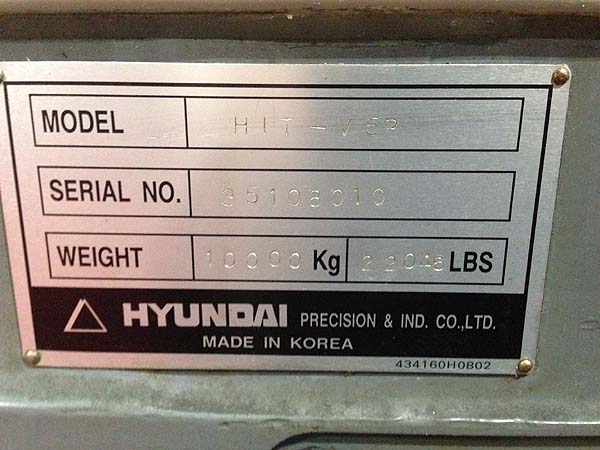 MODEL HIT-V5P
SERIAL NO. 35108010
WEIGHT 10000 Kg 22046 LBS
HYUNDAI PRECISION & IND. CO.,LTD.
MADE IN KOREA
434160H0802